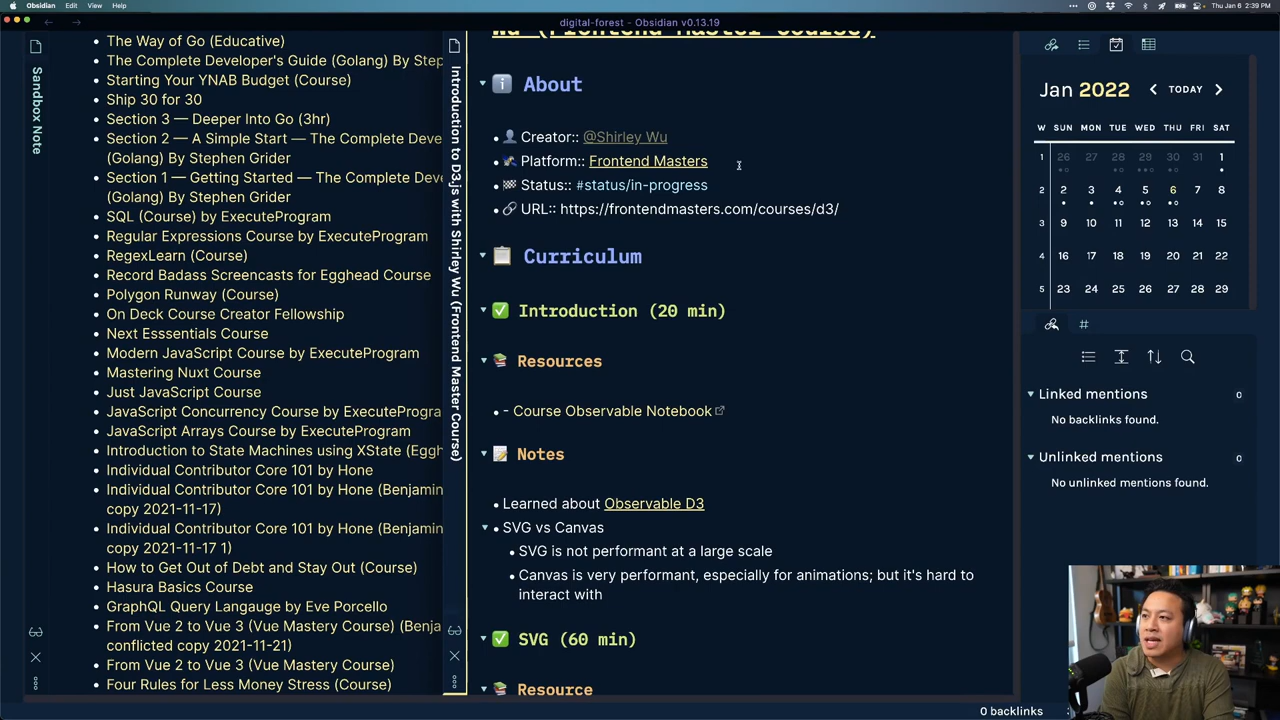 Obsidian File Edit View Help
Thu Jan 6 2:39 PM
digital-forest - Obsidian v0.13.19
Sandbox Note
The Way of Go (Educative)
The Complete Developer's Guide (Golang) By Step
Starting Your YNAB Budget (Course)
Ship 30 for 30
Section 3 — Deeper Into Go (3hr)
Section 2 — A Simple Start — The Complete Deve
(Golang) By Stephen Grider
Section 1 — Getting Started — The Complete Dev
(Golang) By Stephen Grider
SQL (Course) by ExecuteProgram
Regular Expressions Course by ExecuteProgram
RegexLearn (Course)
Record Badass Screencasts for Egghead Course
Polygon Runway (Course)
On Deck Course Creator Fellowship
Next Esssentials Course
Modern JavaScript Course by ExecuteProgram
Mastering Nuxt Course
Just JavaScript Course
JavaScript Concurrency Course by ExecuteProgra
JavaScript Arrays Course by ExecuteProgram
Introduction to State Machines using XState (Eggh
Individual Contributor Core 101 by Hone
Individual Contributor Core 101 by Hone (Benjamin
copy 2021-11-17)
Individual Contributor Core 101 by Hone (Benjamin
copy 2021-11-17 1)
How to Get Out of Debt and Stay Out (Course)
Hasura Basics Course
GraphQL Query Langauge by Eve Porcello
From Vue 2 to Vue 3 (Vue Mastery Course) (Benja
conflicted copy 2021-11-21)
From Vue 2 to Vue 3 (Vue Mastery Course)
Four Rules for Less Money Stress (Course)
Introduction to D3.js with Shirley Wu (Frontend Master Course)
Wu (Frontend Master Course)
About
Creator:: @Shirley Wu
Platform:: Frontend Masters
Status:: #status/in-progress
URL:: https://frontendmasters.com/courses/d3/
Curriculum
Introduction (20 min)
Resources
- Course Observable Notebook
Notes
Learned about Observable D3
SVG vs Canvas
SVG is not performant at a large scale
Canvas is very performant, especially for animations; but it's hard to
interact with
SVG (60 min)
Resource
Jan 2022 TODAY
W SUN MON TUE WED THU FRI SAT
1 26 27 28 29 30 31 1
2 2 3 4 5 6 7 8
3 9 10 11 12 13 14 15
4 16 17 18 19 20 21 22
5 23 24 25 26 27 28 29
Linked mentions 0
No backlinks found.
Unlinked mentions 0
No unlinked mentions found.
0 backlinks